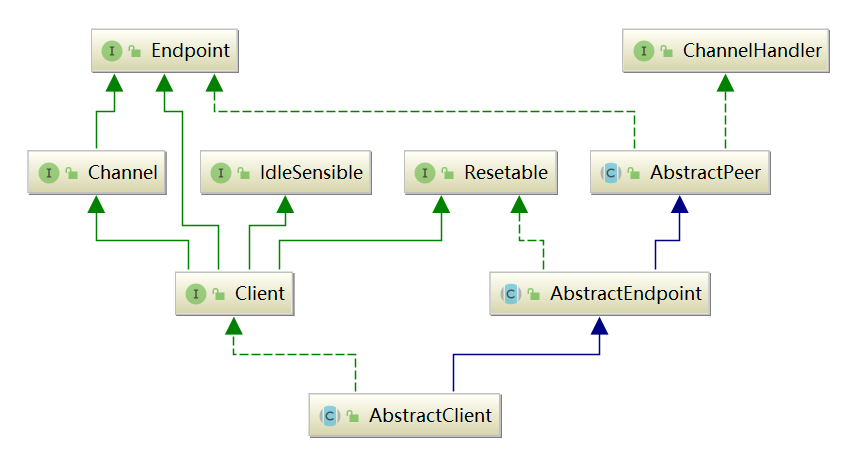 I Endpoint
I ChannelHandler
I Channel
I IdleSensible
I Resetable
C AbstractPeer
I Client
C AbstractEndpoint
C AbstractClient